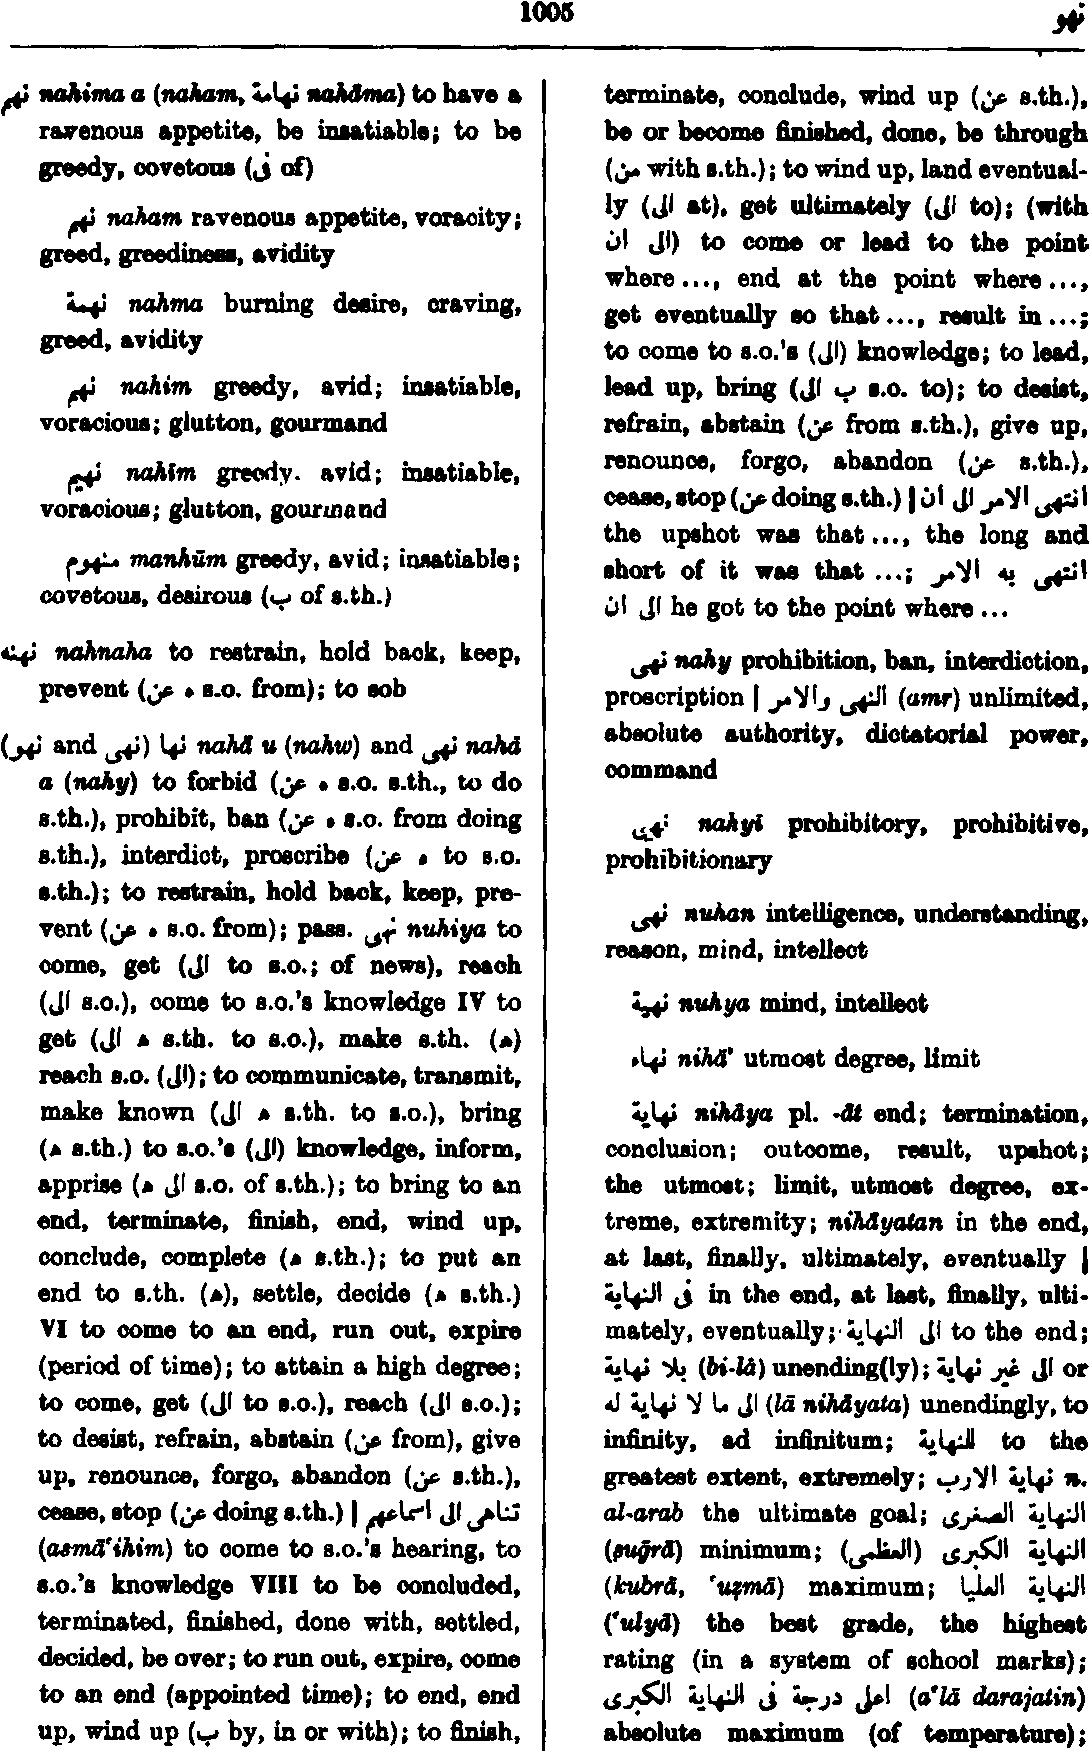 1005 نهو
نهم nahima a (naham, نهامة nahāma) to have a
ravenous appetite, be insatiable; to be
greedy, covetous (فى of)
نهم naham ravenous appetite, voracity;
greed, greediness, avidity
نهمة nahma burning desire, craving,
greed, avidity
نهم nahim greedy, avid; insatiable,
voracious; glutton, gourmand
نهيم nahīm greedy. avid; insatiable,
voracious; glutton, gourmand
منهوم manhūm greedy, avid; insatiable;
covetous, desirous (ب of s.th.)
نهنه nahnaha to restrain, hold back, keep,
prevent (عن ه s.o. from); to sob
(نهو and نهى) نها nahā u (nahw) and نهى nahā
a (nahy) to forbid (عن ه s.o. s.th., to do
s.th.), prohibit, ban (عن ه s.o. from doing
s.th.), interdict, proscribe (عن ه to s.o.
s.th.); to restrain, hold back, keep, pre-
vent (عن ه s.o. from); pass. نهى nuhiya to
come, get (الى to s.o.; of news), reach
(الى s.o.), come to s.o.'s knowledge IV to
get (الى ه s.th. to s.o.), make s.th. (ه)
reach s.o. (الى); to communicate, transmit,
make known (الى ه s.th. to s.o.), bring
(ه s.th.) to s.o.'s (الى) knowledge, inform,
apprise (ه الى s.o. of s.th.); to bring to an
end, terminate, finish, end, wind up,
conclude, complete (ه s.th.); to put an
end to s.th. (ه), settle, decide (ه s.th.)
VI to come to an end, run out, expire
(period of time); to attain a high degree;
to come, get (الى to s.o.), reach (الى s.o.);
to desist, refrain, abstain (عن from), give
up, renounce, forgo, abandon (عن s.th.),
cease, stop (عن doing s.th.) | تناهى الى اسماعهم
(asmā‘ihim) to come to s.o.'s hearing, to
s.o.'s knowledge VIII to be concluded,
terminated, finished, done with, settled,
decided, be over; to run out, expire, come
to an end (appointed time); to end, end
up, wind up (ب by, in or with); to finish,
terminate, conclude, wind up (عن s.th.),
be or become finished, done, be through
(من with s.th.); to wind up, land eventual-
ly (الى at), get ultimately (الى to); (with
الى ان) to come or lead to the point
where ..., end at the point where ...,
get eventually so that ..., result in ...;
to come to s.o.'s (الى) knowledge; to lead,
lead up, bring (ب الى s.o. to); to desist,
refrain, abstain (عن from s.th.), give up,
renounce, forgo, abandon (عن s.th.),
cease, stop (عن doing s.th.) | انتهى الامر الى أن
the upshot was that ..., the long and
short of it was that ...; انتهى به الامر
الى ان he got to the point where ...
نهى nahy prohibition, ban, interdiction,
proscription | النهى والامر (amr) unlimited,
absolute authority, dictatorial power,
command
نهيى nahyī prohibitory, prohibitive,
prohibitionary
نهى nuhan intelligence, understanding,
reason, mind, intellect
نهية nuhya mind, intellect
نهاء nihā’ utmost degree, limit
نهاية nihāya pl. -āt end; termination,
conclusion; outcome, result, upshot;
the utmost; limit, utmost degree, ex-
treme, extremity; nihāyatan in the end,
at last, finally, ultimately, eventually |
فى النهاية in the end, at last, finally, ulti-
mately, eventually; الى النهاية to the end;
بلا نهاية (bi-lā) unending(ly); الى غير نهاية or
الى ما لا نهاية له (lā nihāyata) unendingly, to
infinity, ad infinitum; للنهاية to the
greatest extent, extremely; نهاية الارب n.
al-arab the ultimate goal; النهاية الصغرى
(ṣuḡrā) minimum; النهاية الكبرى (العظمى)
(kubrā, ‘uẓmā) maximum; النهاية العليا
(‘ulyā) the best grade, the highest
rating (in a system of school marks);
اعلى درجة فى النهاية الكبرى (a‘lā darajatin)
absolute maximum (of temperature);